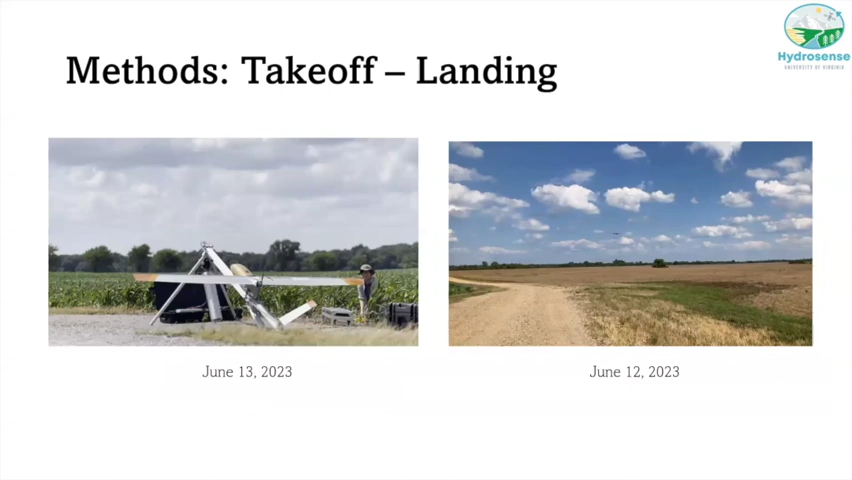 Hydrosense
UNIVERSITY OF VIRGINIA
Methods: Takeoff – Landing
June 13, 2023
June 12, 2023